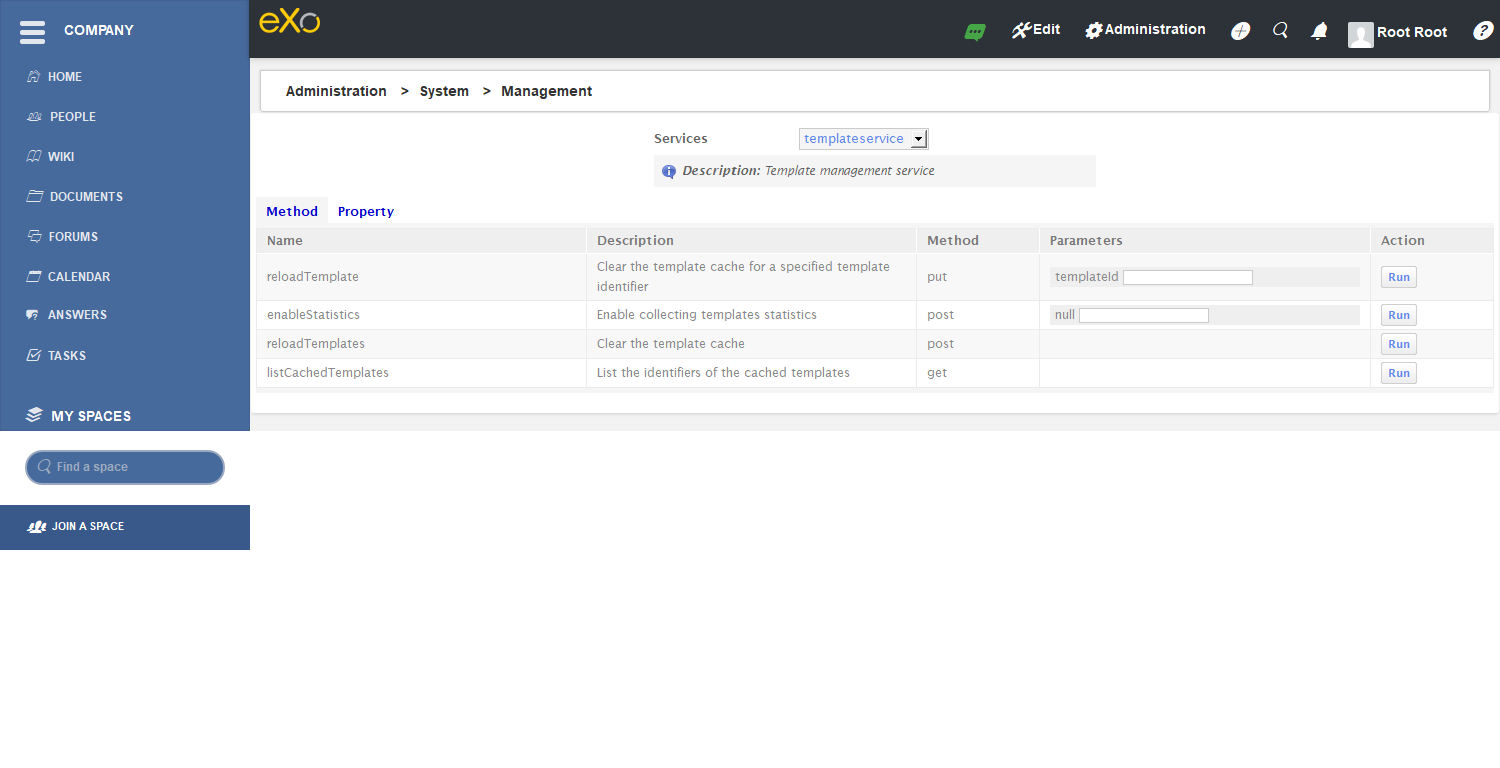 COMPANY
eXo
Edit
Administration
Root Root
?
HOME
PEOPLE
WIKI
DOCUMENTS
FORUMS
CALENDAR
ANSWERS
TASKS
MY SPACES
Find a space
JOIN A SPACE
Administration > System > Management
Services templateservice
Description: Template management service
Method Property
Name Description Method Parameters Action
reloadTemplate Clear the template cache for a specified template put templateId Run
identifier
enableStatistics Enable collecting templates statistics post null Run
reloadTemplates Clear the template cache post Run
listCachedTemplates List the identifiers of the cached templates get Run